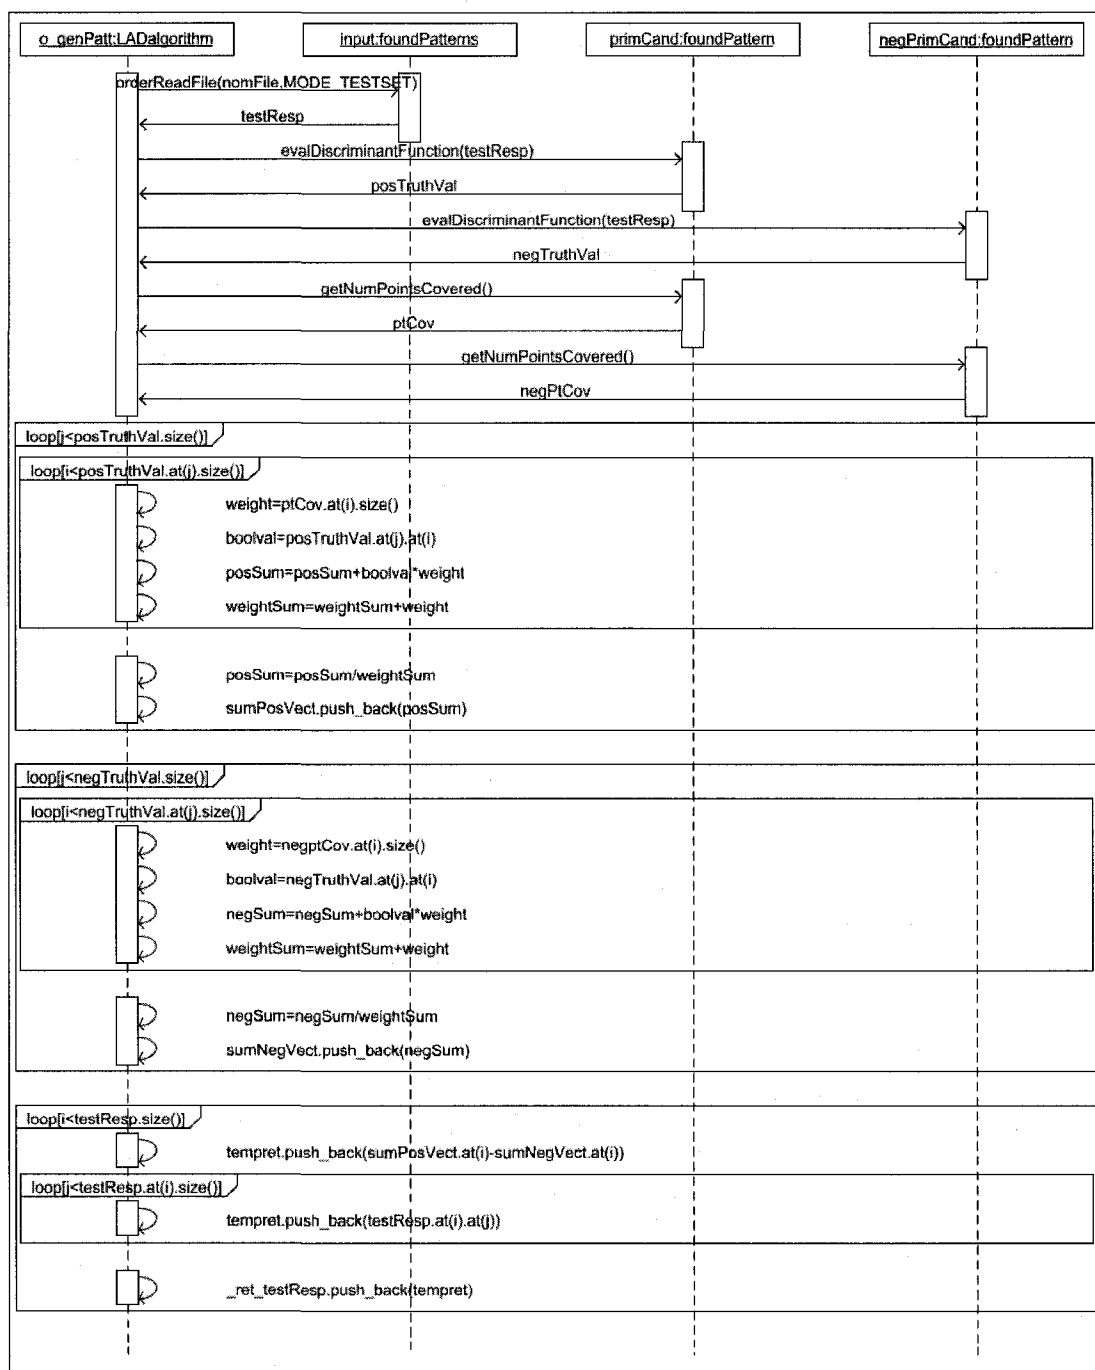 o_genPatt:LADalgorithm
input:foundPatterns
primCand:foundPattern
negPrimCand:foundPattern
orderReadFile(nomFile,MODE_TESTSET)
testResp
evalDiscriminantFunction(testResp)
posTruthVal
evalDiscriminantFunction(testResp)
negTruthVal
getNumPointsCovered()
ptCov
getNumPointsCovered()
negPtCov
loop[j<posTruthVal.size()]
loop[i<posTruthVal.at(j).size()]
weight=ptCov.at(i).size()
boolval=posTruthVal.at(j).at(i)
posSum=posSum+boolval*weight
weightSum=weightSum+weight
posSum=posSum/weightSum
sumPosVect.push_back(posSum)
loop[j<negTruthVal.size()]
loop[i<negTruthVal.at(j).size()]
weight=negptCov.at(i).size()
boolval=negTruthVal.at(j).at(i)
negSum=negSum+boolval*weight
weightSum=weightSum+weight
negSum=negSum/weightSum
sumNegVect.push_back(negSum)
loop[i<testResp.size()]
tempret.push_back(sumPosVect.at(i)-sumNegVect.at(i))
loop[j<testResp.at(i).size()]
tempret.push_back(testResp.at(i).at(j))
_ret_testResp.push_back(tempret)